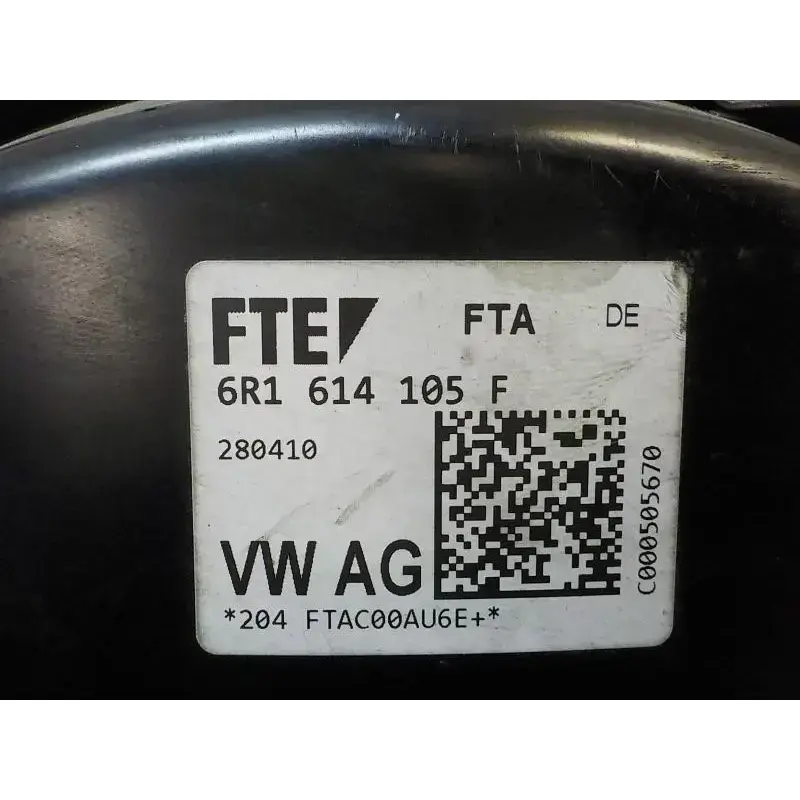 FTE FTA DE
6R1 614 105 F
280410
C000505670
VW AG
*204 FTAC00AU6E+*